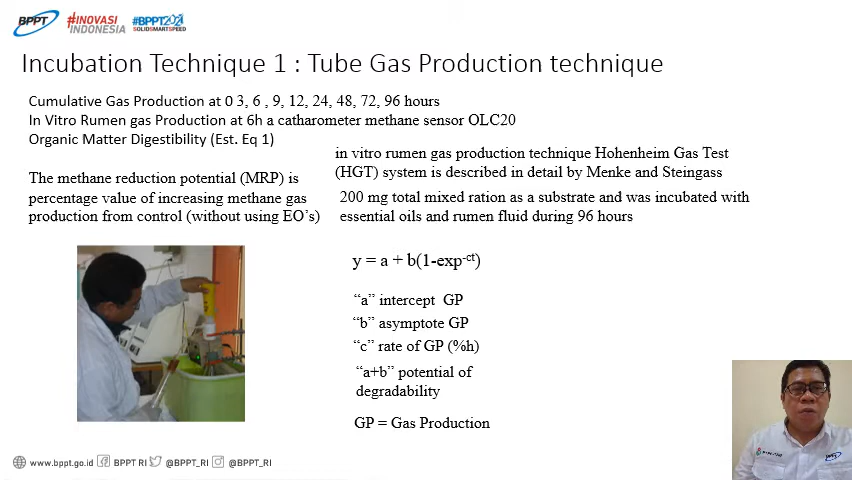 BPPT
#INOVASI
INDONESIA
#BPPT2021
SOLIDSMARTSPEED
Incubation Technique 1 : Tube Gas Production technique
Cumulative Gas Production at 0 3, 6 , 9, 12, 24, 48, 72, 96 hours
In Vitro Rumen gas Production at 6h a catharometer methane sensor OLC20
Organic Matter Digestibility (Est. Eq 1)
in vitro rumen gas production technique Hohenheim Gas Test
(HGT) system is described in detail by Menke and Steingass
The methane reduction potential (MRP) is
percentage value of increasing methane gas
production from control (without using EO’s)
200 mg total mixed ration as a substrate and was incubated with
essential oils and rumen fluid during 96 hours
y = a + b(1-exp-ct)
“a” intercept GP
“b” asymptote GP
“c” rate of GP (%h)
“a+b” potential of
degradability
GP = Gas Production
www.bppt.go.id BPPT RI @BPPT_RI @BPPT_RI
BPPT